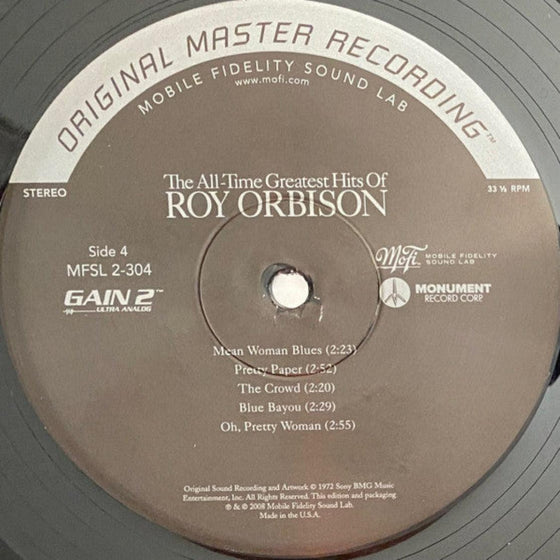 ORIGINAL MASTER RECORDING™
MOBILE FIDELITY SOUND LAB
www.mofi.com
STEREO
33 ⅓ RPM
The All-Time Greatest Hits Of
ROY ORBISON
Side 4
MFSL 2-304
GAIN 2™
ULTRA ANALOG
MoFi
MOBILE FIDELITY
SOUND LAB
MONUMENT
RECORD CORP.
Mean Woman Blues (2:23)
Pretty Paper (2:52)
The Crowd (2:20)
Blue Bayou (2:29)
Oh, Pretty Woman (2:55)
Original Sound Recording and Artwork © 1972 Sony BMG Music
Entertainment, Inc. All Rights Reserved. This edition and packaging
℗ & © 2008 Mobile Fidelity Sound Lab.
Made in the U.S.A.